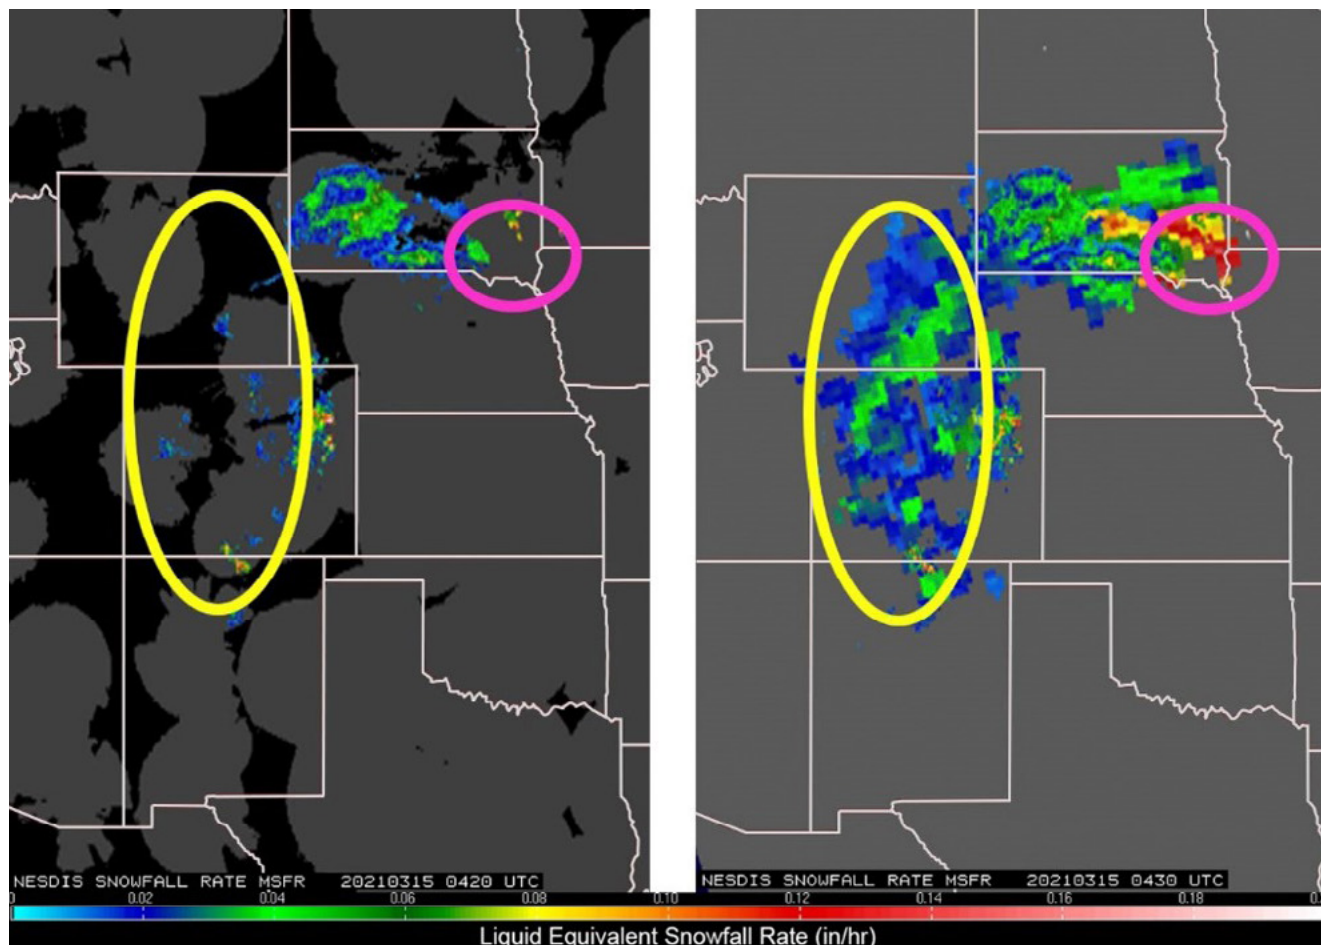 NESDIS SNOWFALL RATE MSFR 20210315 0420 UTC
NESDIS SNOWFALL RATE MSFR 20210315 0430 UTC
0 0.02 0.04 0.06 0.08 0.10 0.12 0.14 0.16 0.18
Liquid Equivalent Snowfall Rate (in/hr)